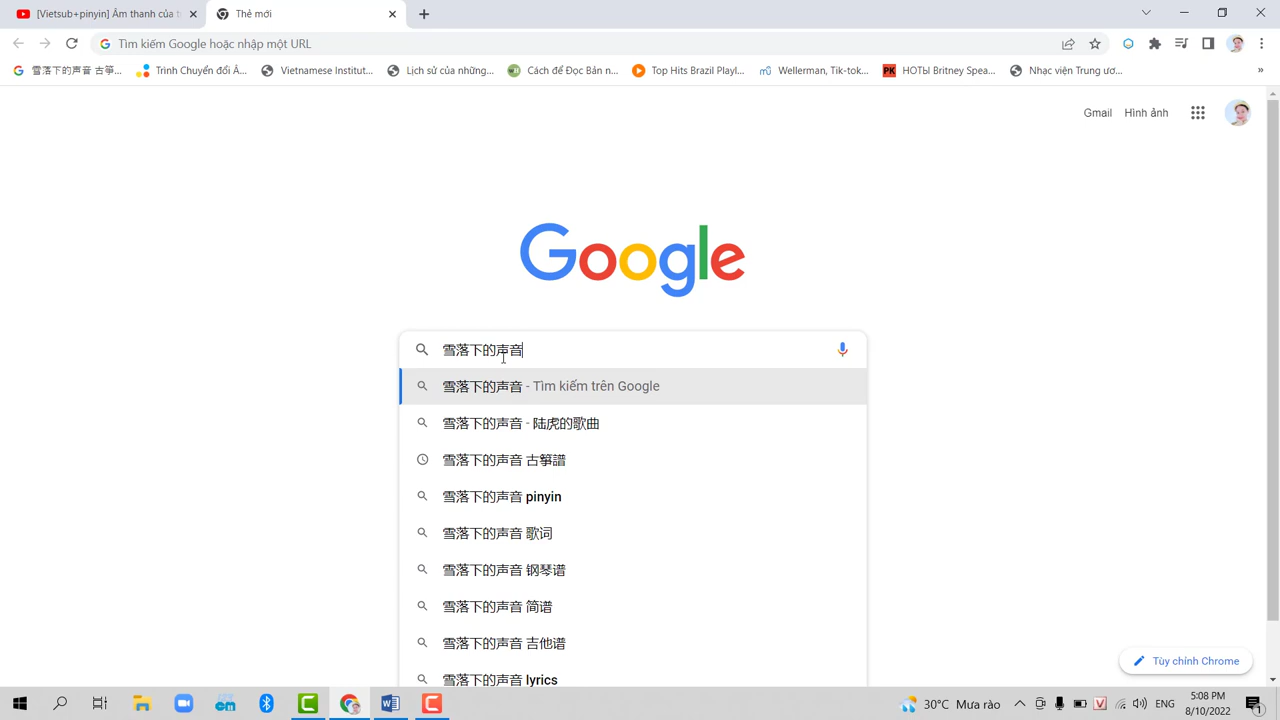 [Vietsub+pinyin] Âm thanh của t
Thẻ mới
Tìm kiếm Google hoặc nhập một URL
雪落下的声音 古筝...
Trình Chuyển đổi Â...
Vietnamese Institut...
Lịch sử của những...
Cách để Đọc Bản n...
Top Hits Brazil Playl...
Wellerman, Tik-tok...
HOTbI Britney Spea...
Nhạc viện Trung ươ...
»
Gmail Hình ảnh
Google
雪落下的声音
雪落下的声音 - Tìm kiếm trên Google
雪落下的声音 - 陆虎的歌曲
雪落下的声音 古箏譜
雪落下的声音 pinyin
雪落下的声音 歌词
雪落下的声音 钢琴谱
雪落下的声音 简谱
雪落下的声音 吉他谱
雪落下的声音 lyrics
Tùy chỉnh Chrome
30°C Mưa rào
ENG
5:08 PM
8/10/2022